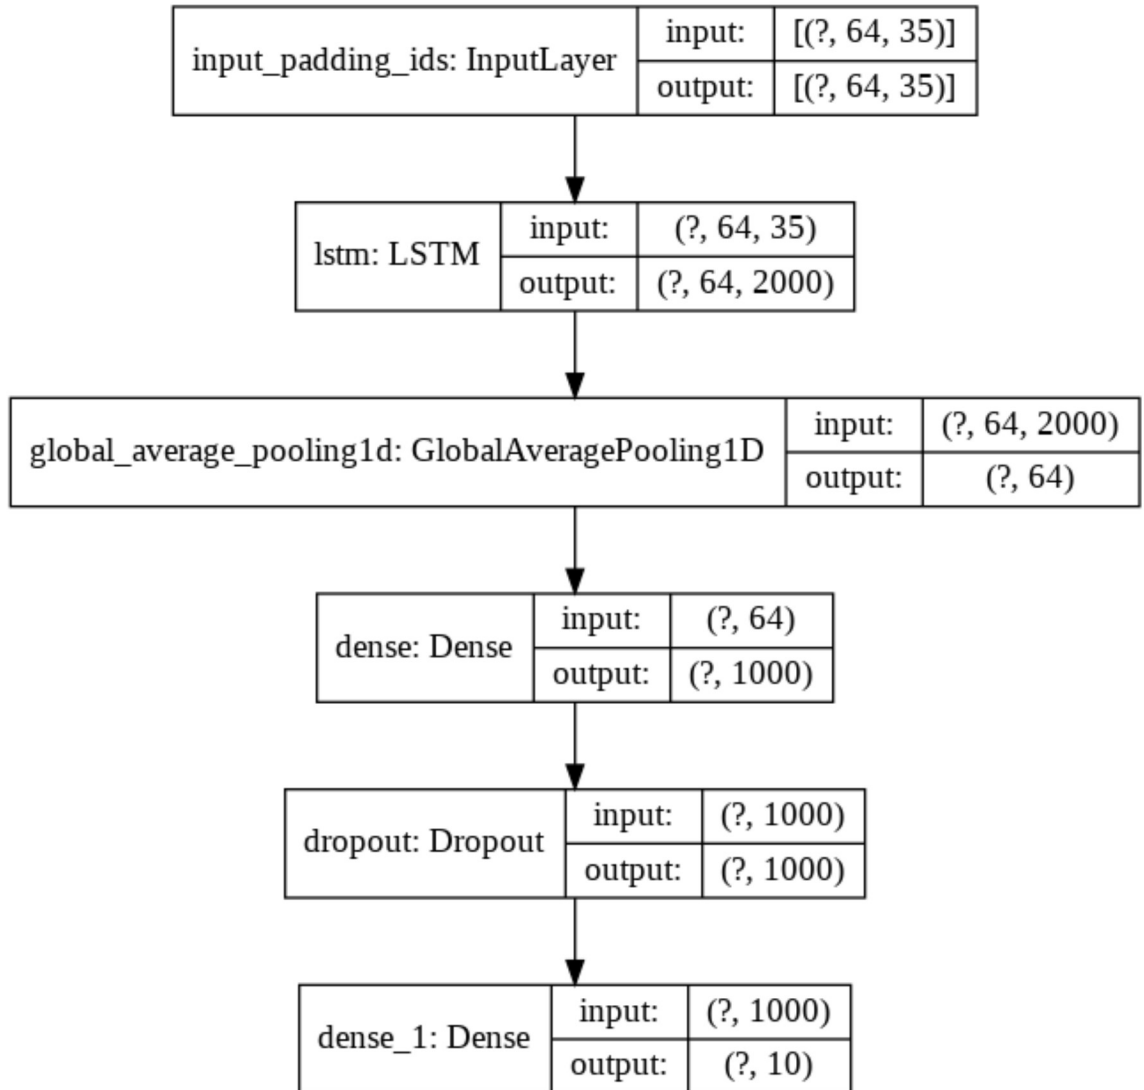 input_padding_ids: InputLayer
input: [(?, 64, 35)]
output: [(?, 64, 35)]
lstm: LSTM
input: (?, 64, 35)
output: (?, 64, 2000)
global_average_pooling1d: GlobalAveragePooling1D
input: (?, 64, 2000)
output: (?, 64)
dense: Dense
input: (?, 64)
output: (?, 1000)
dropout: Dropout
input: (?, 1000)
output: (?, 1000)
dense_1: Dense
input: (?, 1000)
output: (?, 10)